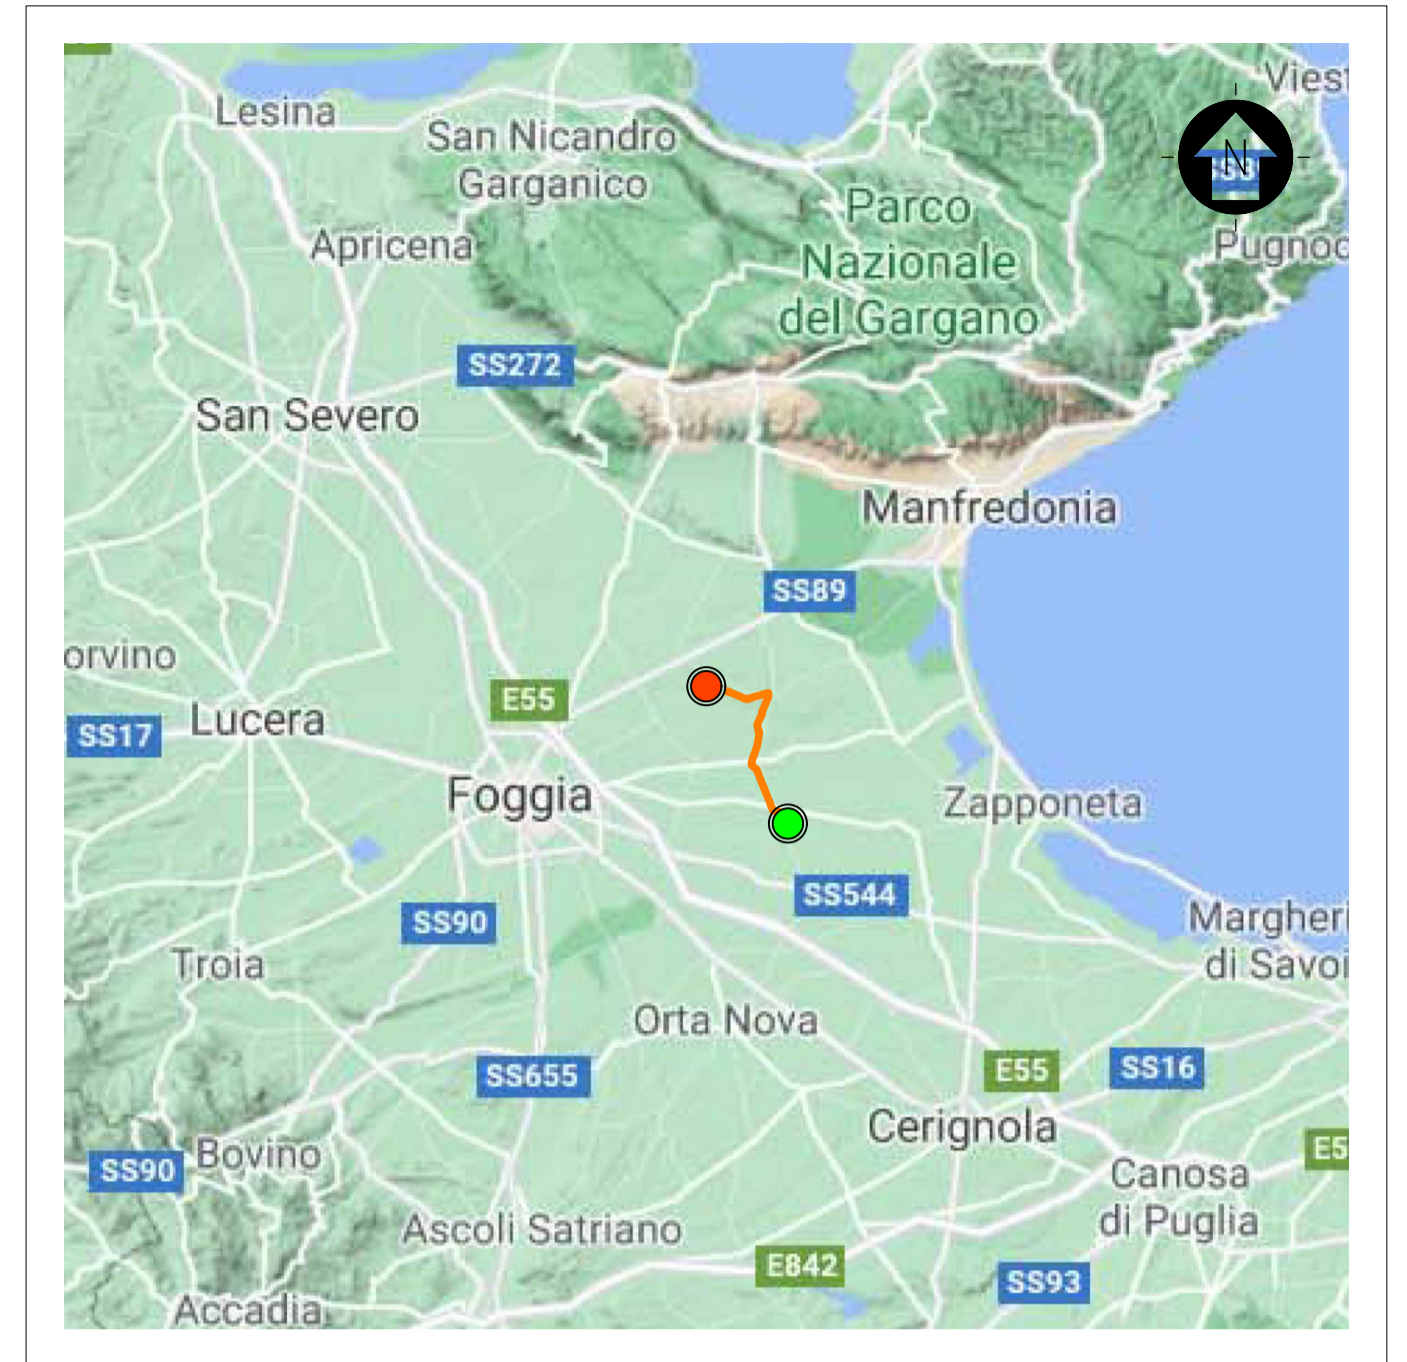 Viest
Lesina
San Nicandro
Garganico
N
Parco
Nazionale
del Gargano
Apricena
Pugnoc
SS272
San Severo
Manfredonia
SS89
orvino
E55
SS17
Lucera
Foggia
Zapponeta
SS544
SS90
Margheri
di Savoi
Troia
Orta Nova
SS655
E55
SS16
Cerignola
E5
SS90
Bovino
Canosa
di Puglia
Ascoli Satriano
E842
SS93
Accadia